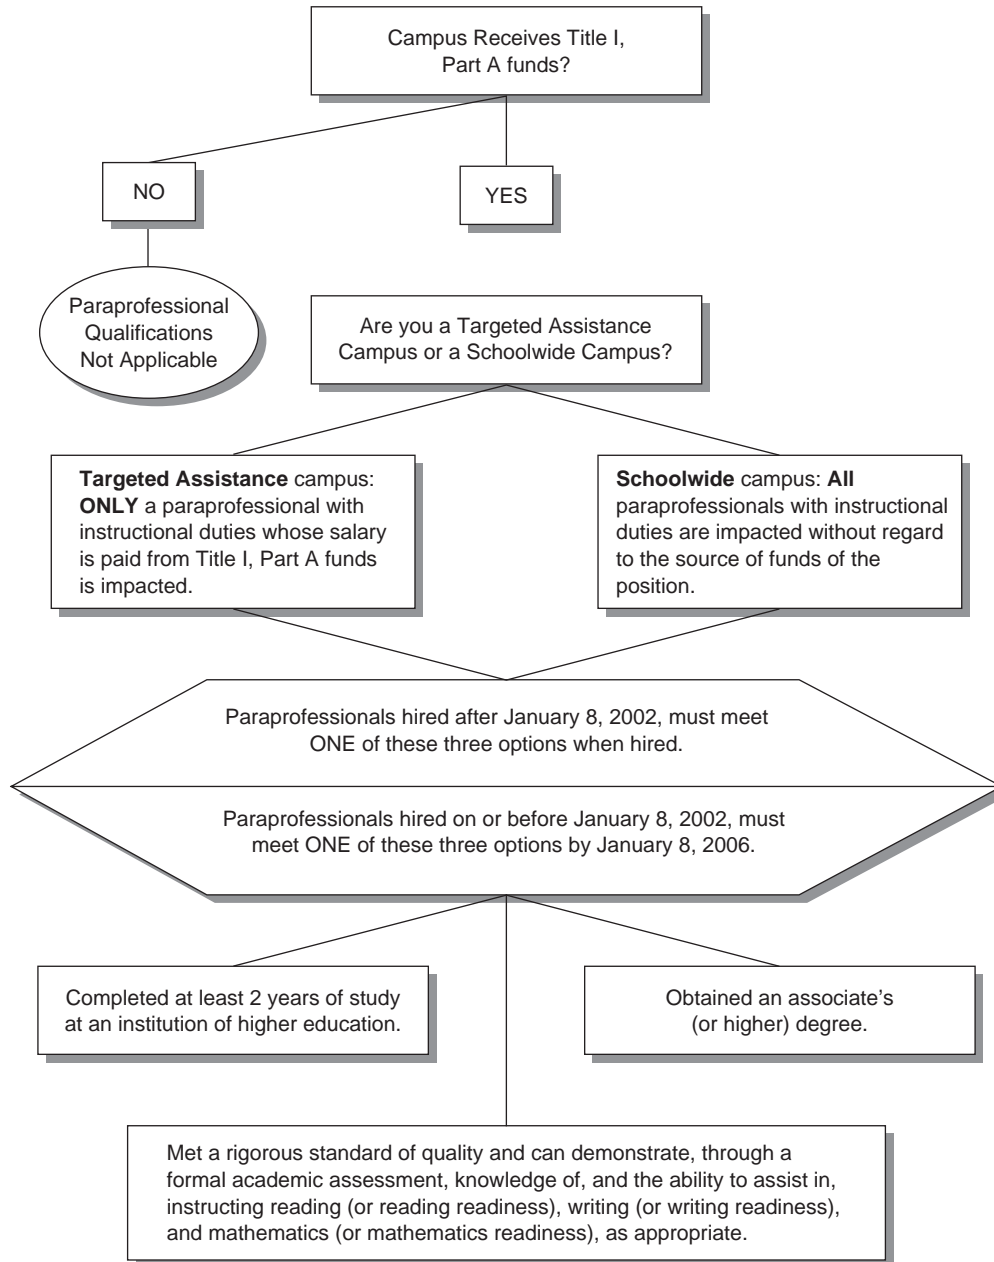 Campus Receives Title I,
Part A funds?
NO
YES
Paraprofessional
Qualifications
Not Applicable
Are you a Targeted Assistance
Campus or a Schoolwide Campus?
Targeted Assistance campus:
ONLY a paraprofessional with
instructional duties whose salary
is paid from Title I, Part A funds
is impacted.
Schoolwide campus: All
paraprofessionals with instructional
duties are impacted without regard
to the source of funds of the
position.
Paraprofessionals hired after January 8, 2002, must meet
ONE of these three options when hired.
Paraprofessionals hired on or before January 8, 2002, must
meet ONE of these three options by January 8, 2006.
Completed at least 2 years of study
at an institution of higher education.
Obtained an associate's
(or higher) degree.
Met a rigorous standard of quality and can demonstrate, through a
formal academic assessment, knowledge of, and the ability to assist in,
instructing reading (or reading readiness), writing (or writing readiness),
and mathematics (or mathematics readiness), as appropriate.